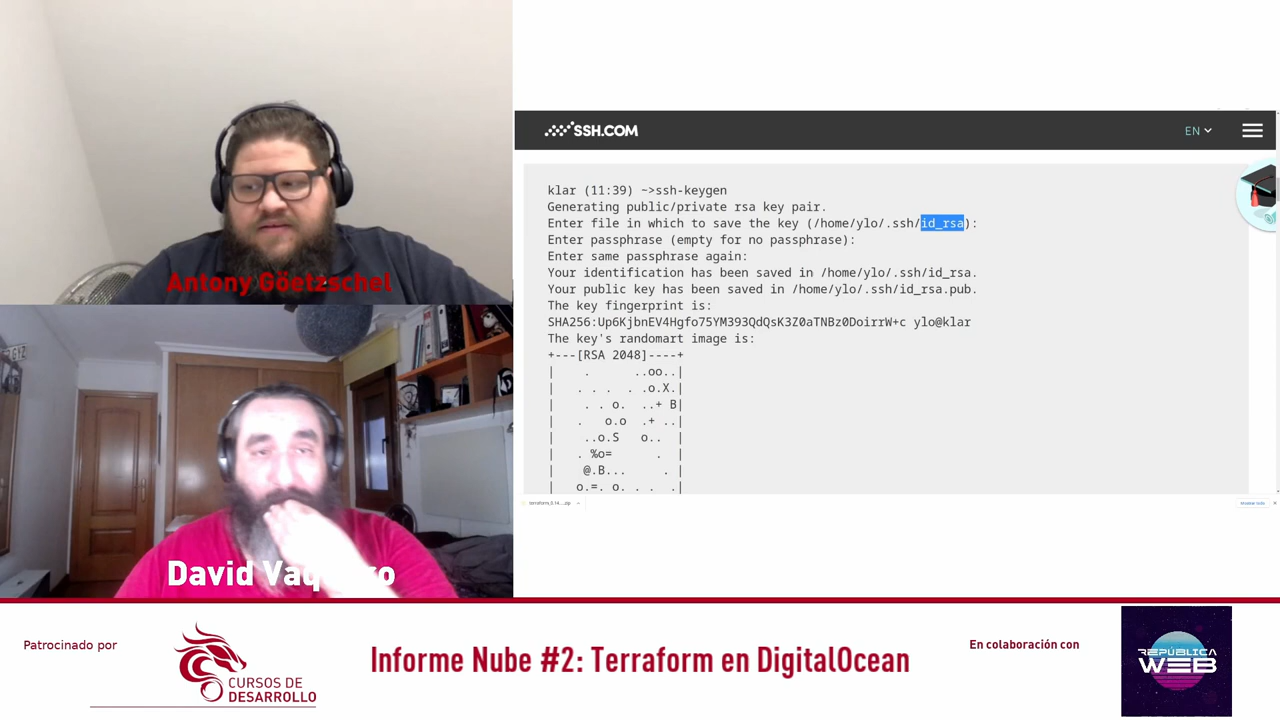 Antony Göetzschel
David Vaquero
SSH.COM
EN
klar (11:39) ~>ssh-keygen
Generating public/private rsa key pair.
Enter file in which to save the key (/home/ylo/.ssh/id_rsa):
Enter passphrase (empty for no passphrase):
Enter same passphrase again:
Your identification has been saved in /home/ylo/.ssh/id_rsa.
Your public key has been saved in /home/ylo/.ssh/id_rsa.pub.
The key fingerprint is:
SHA256:Up6KjbnEV4Hgfo75YM393QdQsK3Z0aTNBz0DoirrW+c ylo@klar
The key's randomart image is:
+---[RSA 2048]----+
|    .      ..oo..|
|   . . .  . .o.X.|
|    . . o.  ..+ B|
|   .   o.o  .+ ..|
|    ..o.S   o..  |
|   . %o=      .  |
|    @.B...     . |
|   o.=. o. . .  .|
Patrocinado por
CURSOS DE
DESARROLLO
Informe Nube #2: Terraform en DigitalOcean
En colaboración con
REPÚBLICA
WEB